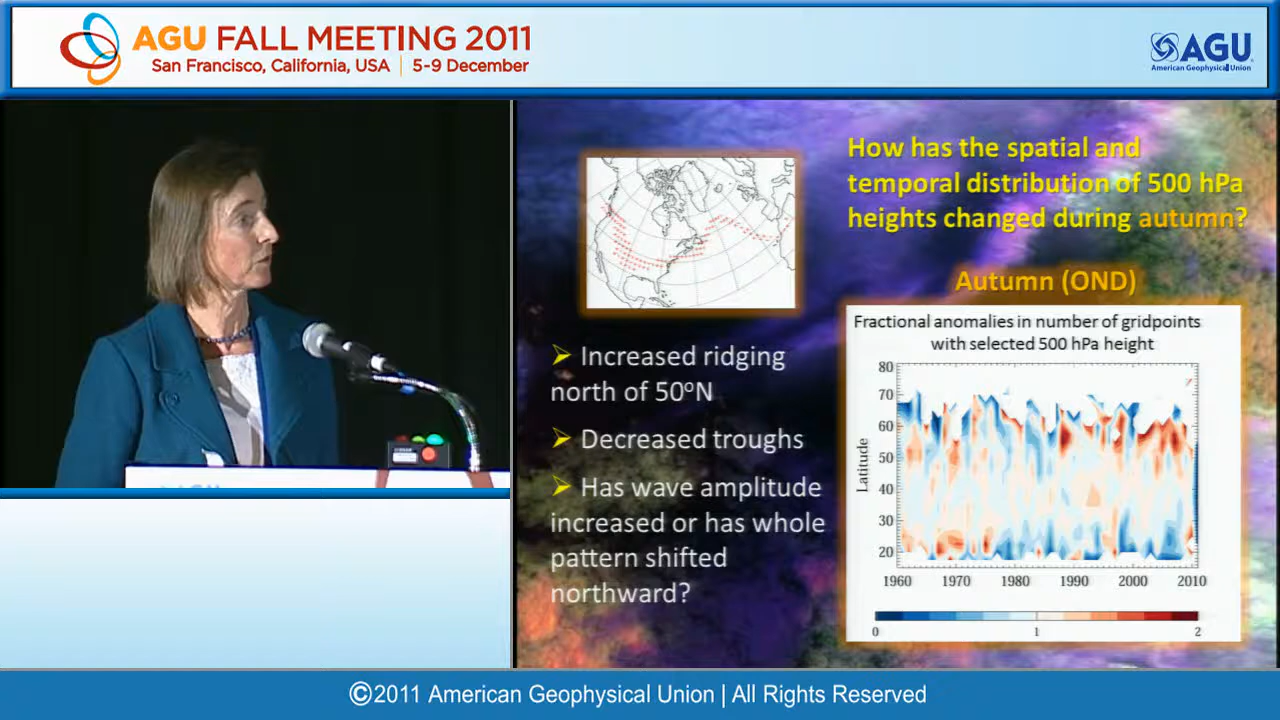 AGU FALL MEETING 2011
San Francisco, California, USA | 5-9 December
AGU
American Geophysical Union
How has the spatial and
temporal distribution of 500 hPa
heights changed during autumn?
➤ Increased ridging
north of 50°N
➤ Decreased troughs
➤ Has wave amplitude
increased or has whole
pattern shifted
northward?
Autumn (OND)
Fractional anomalies in number of gridpoints
with selected 500 hPa height
Latitude
80
70
60
50
40
30
20
1960 1970 1980 1990 2000 2010
0 1 2
©2011 American Geophysical Union | All Rights Reserved